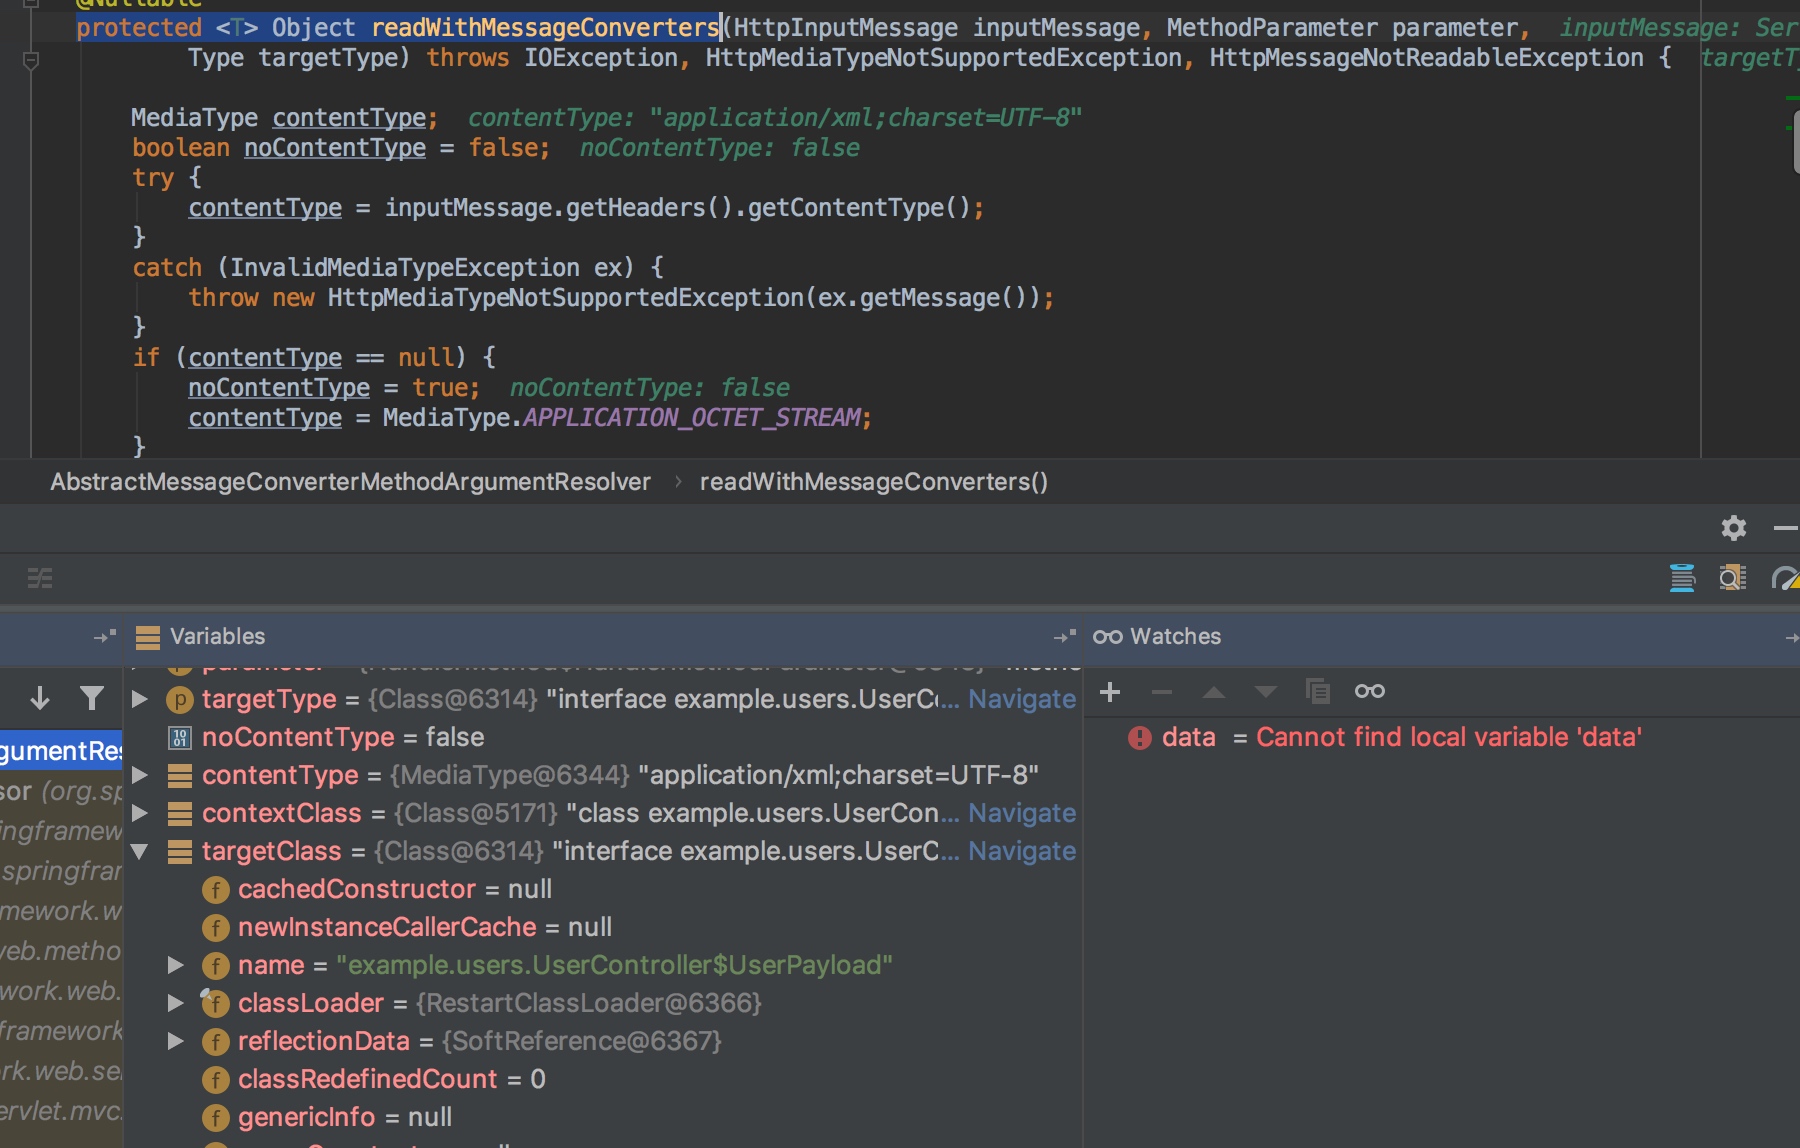 @Nullable
protected <T> Object readWithMessageConverters(HttpInputMessage inputMessage, MethodParameter parameter, inputMessage: Ser
Type targetType) throws IOException, HttpMediaTypeNotSupportedException, HttpMessageNotReadableException { targetT
MediaType contentType; contentType: "application/xml;charset=UTF-8"
boolean noContentType = false; noContentType: false
try {
contentType = inputMessage.getHeaders().getContentType();
}
catch (InvalidMediaTypeException ex) {
throw new HttpMediaTypeNotSupportedException(ex.getMessage());
}
if (contentType == null) {
noContentType = true; noContentType: false
contentType = MediaType.APPLICATION_OCTET_STREAM;
}
AbstractMessageConverterMethodArgumentResolver › readWithMessageConverters()
Variables
Watches
targetType = {Class@6314} "interface example.users.UserC... Navigate
noContentType = false
contentType = {MediaType@6344} "application/xml;charset=UTF-8"
contextClass = {Class@5171} "class example.users.UserCon... Navigate
targetClass = {Class@6314} "interface example.users.UserC... Navigate
cachedConstructor = null
newInstanceCallerCache = null
name = "example.users.UserController$UserPayload"
classLoader = {RestartClassLoader@6366}
reflectionData = {SoftReference@6367}
classRedefinedCount = 0
genericInfo = null
data = Cannot find local variable 'data'
gumentRes
sor (org.sp
ingframew
.springfrar
mework.w
web.metho
work.web.
framework
rk.web.se
ervlet.mvc